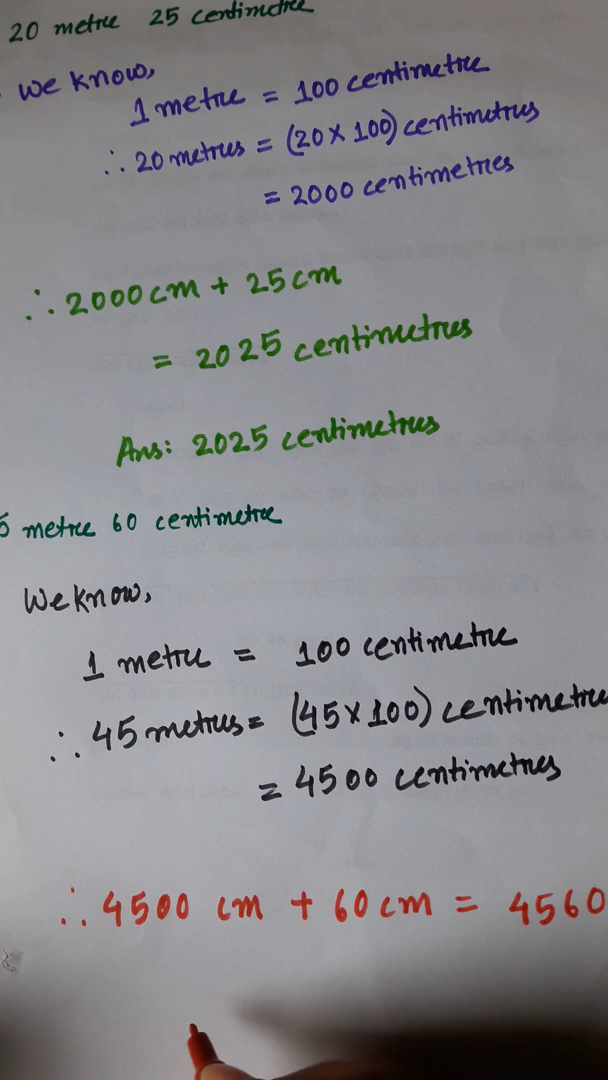 20 metre 25 centimetre
We know,
1 metre = 100 centimetre
∴ 20 metres = (20 × 100) centimetres
= 2000 centimetres
∴ 2000 cm + 25 cm
= 2025 centimetres
Ans: 2025 centimetres
5 metre 60 centimetre
We know,
1 metre = 100 centimetre
∴ 45 metres = (45 × 100) centimetre
= 4500 centimetres
∴ 4500 cm + 60 cm = 4560